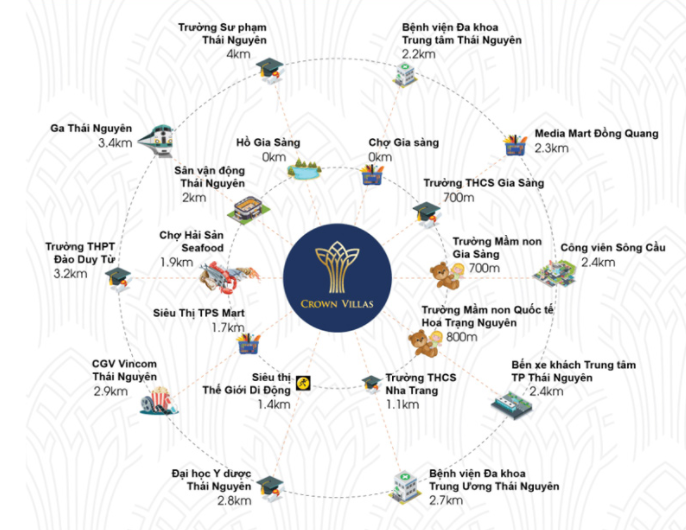 Trường Sư phạm
Thái Nguyên
4km
Bệnh viện Đa khoa
Trung tâm Thái Nguyên
2.2km
Ga Thái Nguyên
3.4km
Hồ Gia Sàng
0km
Chợ Gia sàng
0km
Media Mart Đồng Quang
2.3km
Sân vận động
Thái Nguyên
2km
Trường THCS Gia Sàng
700m
Trường THPT
Đào Duy Từ
3.2km
Chợ Hải Sản
Seafood
1.9km
Trường Mầm non
Gia Sàng
700m
Công viên Sông Cầu
2.4km
CROWN VILLAS
Siêu Thị TPS Mart
1.7km
Trường Mầm non Quốc tế
Hoa Trạng Nguyên
800m
CGV Vincom
Thái Nguyên
2.9km
Siêu thị
Thế Giới Di Động
1.4km
Trường THCS
Nha Trang
1.1km
Bến xe khách Trung tâm
TP Thái Nguyên
2.4km
Đại học Y dược
Thái Nguyên
2.8km
Bệnh viện Đa khoa
Trung Ương Thái Nguyên
2.7km